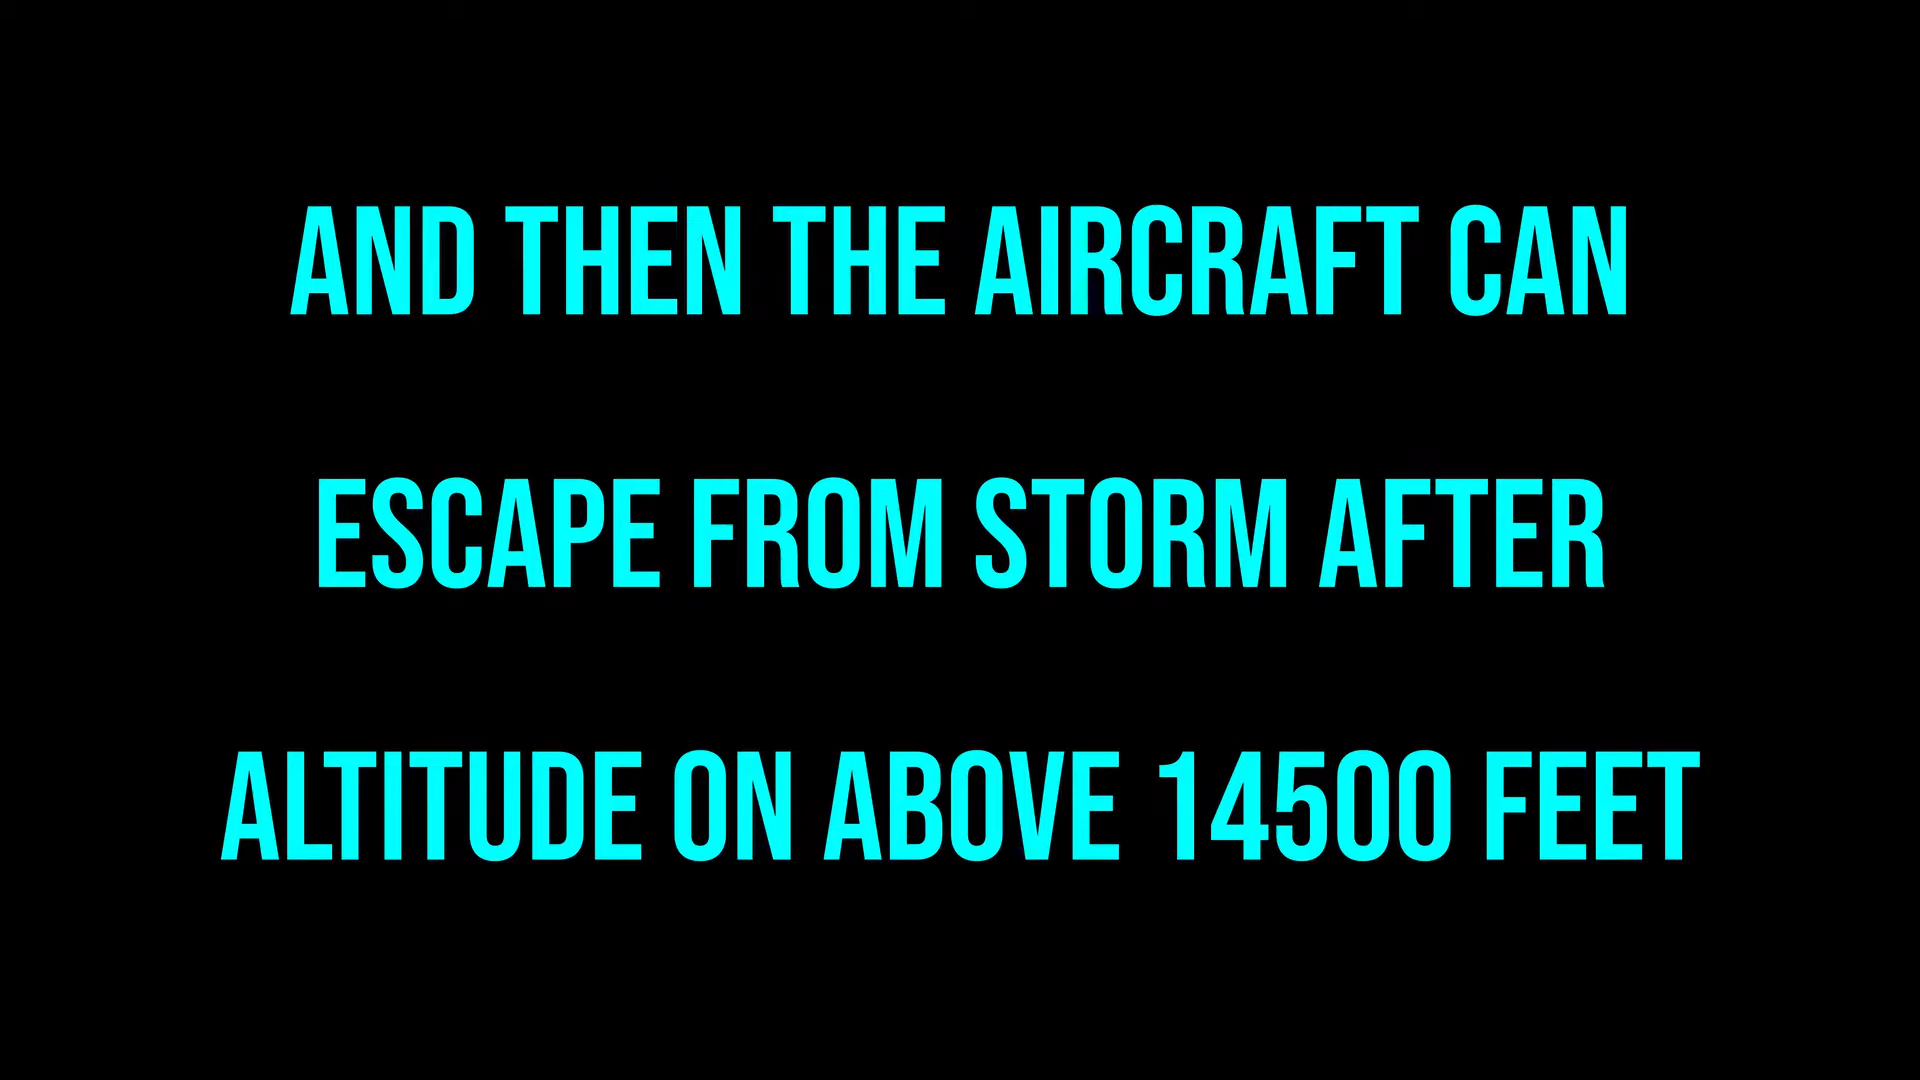 AND THEN THE AIRCRAFT CAN
ESCAPE FROM STORM AFTER
ALTITUDE ON ABOVE 14500 FEET